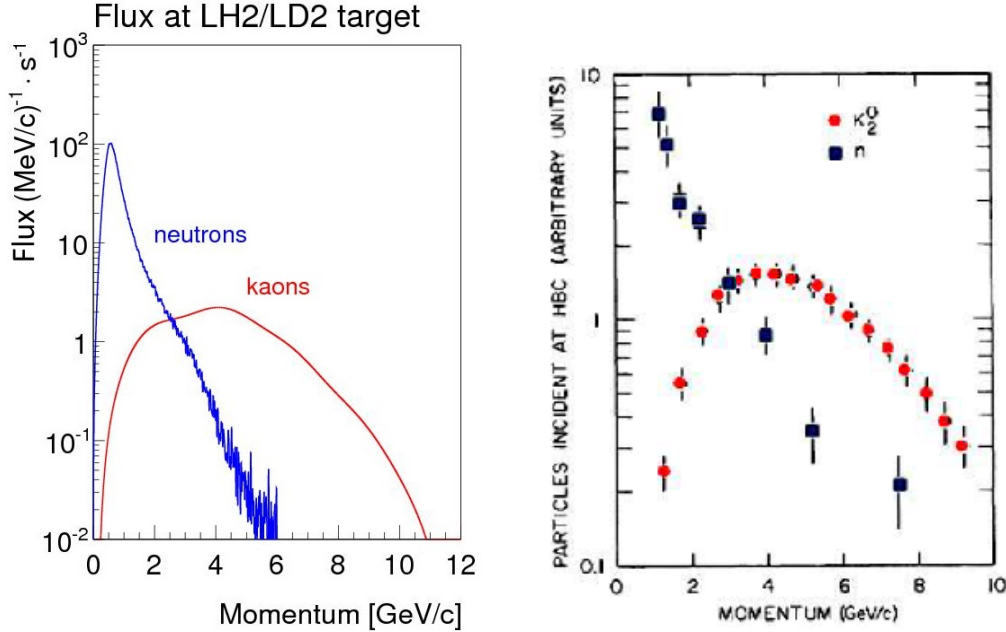 Flux at LH2/LD2 target
Flux (MeV/c)⁻¹ · s⁻¹
10³
10²
10
1
10⁻¹
10⁻²
neutrons
kaons
0 2 4 6 8 10 12
Momentum [GeV/c]
PARTICLES INCIDENT AT HBC (ARBITRARY UNITS)
10
1
0.1
K₂⁰
n
0 2 4 6 8 10
MOMENTUM (GeV/c)